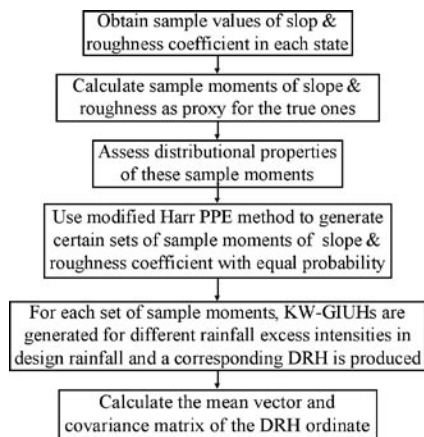 Obtain sample values of slop &
roughness coefficient in each state
Calculate sample moments of slope &
roughness as proxy for the true ones
Assess distributional properties
of these sample moments
Use modified Harr PPE method to generate
certain sets of sample moments of slope &
roughness coefficient with equal probability
For each set of sample moments, KW-GIUHs are
generated for different rainfall excess intensities in
design rainfall and a corresponding DRH is produced
Calculate the mean vector and
covariance matrix of the DRH ordinate